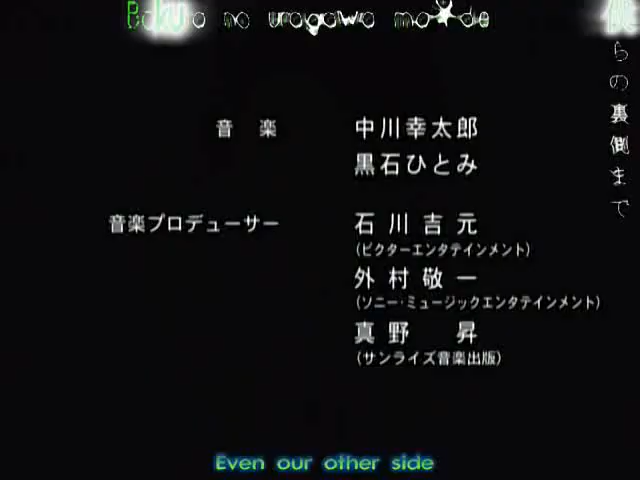 Bokura no uragawa made
僕らの裏側まで
音 楽 中川幸太郎
黒石ひとみ
音楽プロデューサー 石川吉元
(ビクターエンタテインメント)
外村敬一
(ソニー・ミュージックエンタテインメント)
真野 昇
(サンライズ音楽出版)
Even our other side